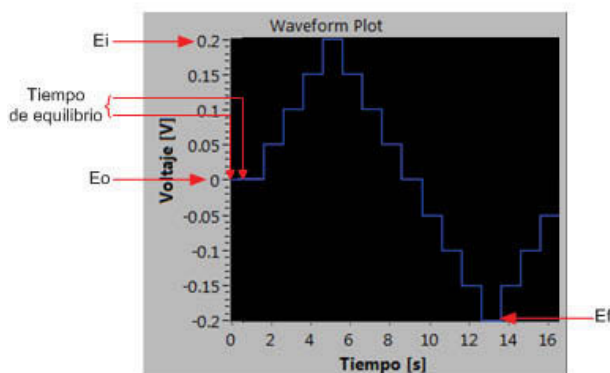 Waveform Plot
Ei
Tiempo
de equilibrio
Eo
Ef
Voltaje [V]
0.2
0.15
0.1
0.05
0
-0.05
-0.1
-0.15
-0.2
0 2 4 6 8 10 12 14 16
Tiempo [s]